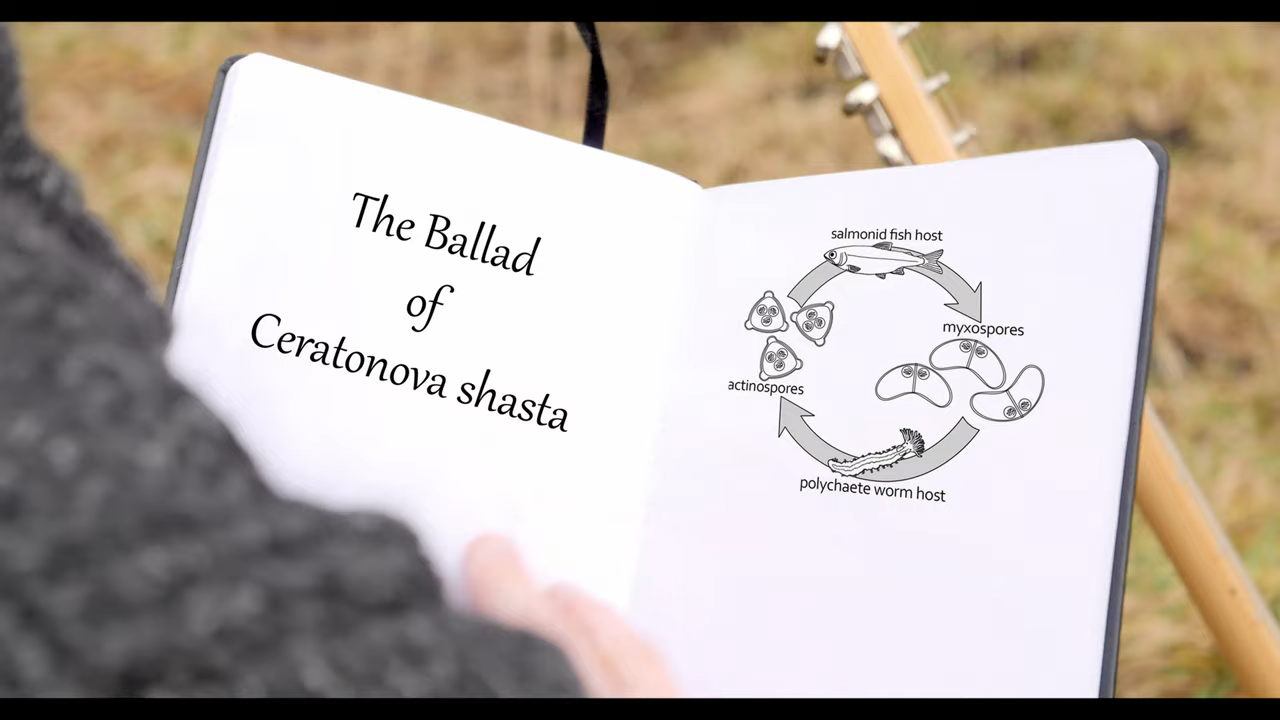 The Ballad
of
Ceratonova shasta
salmonid fish host
myxospores
actinospores
polychaete worm host